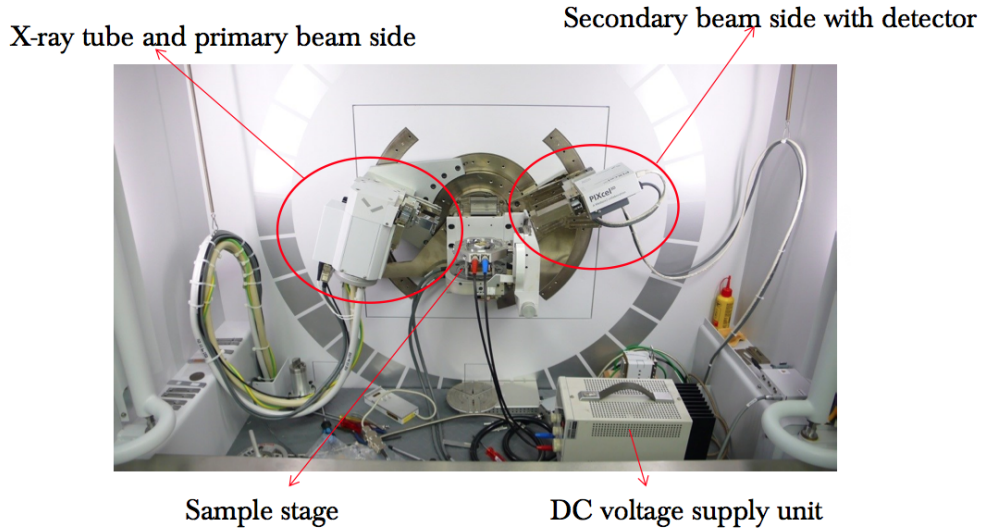 Secondary beam side with detector
X-ray tube and primary beam side
PIXcel
Sample stage
DC voltage supply unit